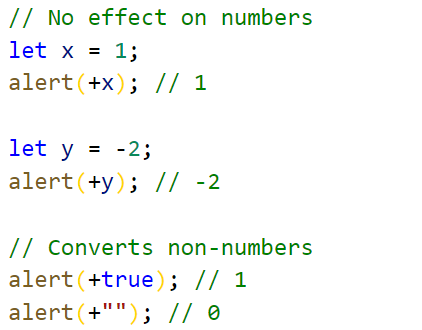 // No effect on numbers
let x = 1;
alert(+x); // 1
let y = -2;
alert(+y); // -2
// Converts non-numbers
alert(+true); // 1
alert(+""); // 0